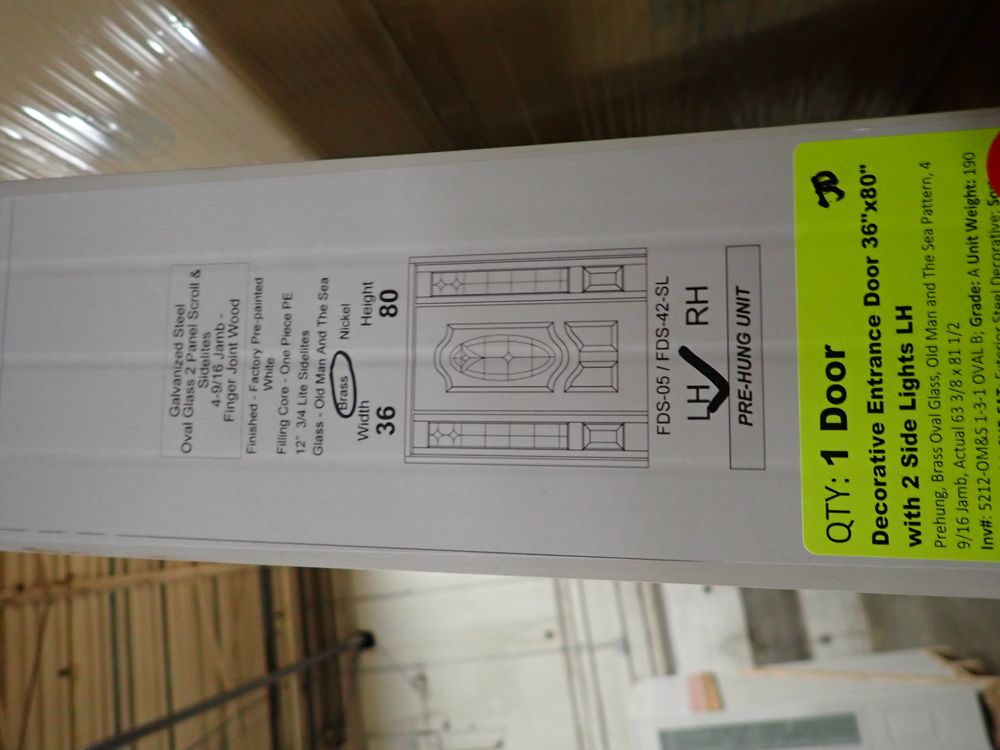 Galvanized Steel
Oval Glass 2 Panel Scroll &
Sidelites
4-9/16 Jamb -
Finger Joint Wood
Finished - Factory Pre-painted
White
Filling Core - One Piece PE
12" 3/4 Lite Sidelites
Glass - Old Man And The Sea
Brass Nickel
Width Height
36 80
FDS-05 / FDS-42-SL
LH RH
PRE-HUNG UNIT
QTY: 1 Door
Decorative Entrance Door 36"x80"
with 2 Side Lights LH
Prehung, Brass Oval Glass, Old Man and The Sea Pattern, 4
9/16 Jamb, Actual 63 3/8 x 81 1/2
Inv#: 5212-OM&S 1-3-1 OVAL B; Grade: A Unit Weight: 190
Steel Decorative: